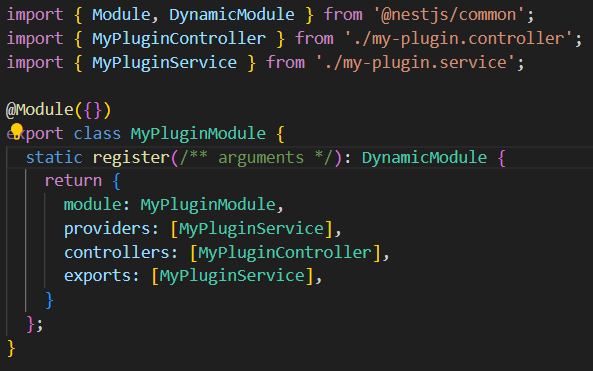 import { Module, DynamicModule } from '@nestjs/common';
import { MyPluginController } from './my-plugin.controller';
import { MyPluginService } from './my-plugin.service';

@Module({})
export class MyPluginModule {
  static register(/** arguments */): DynamicModule {
    return {
      module: MyPluginModule,
      providers: [MyPluginService],
      controllers: [MyPluginController],
      exports: [MyPluginService],
    }
  };
}